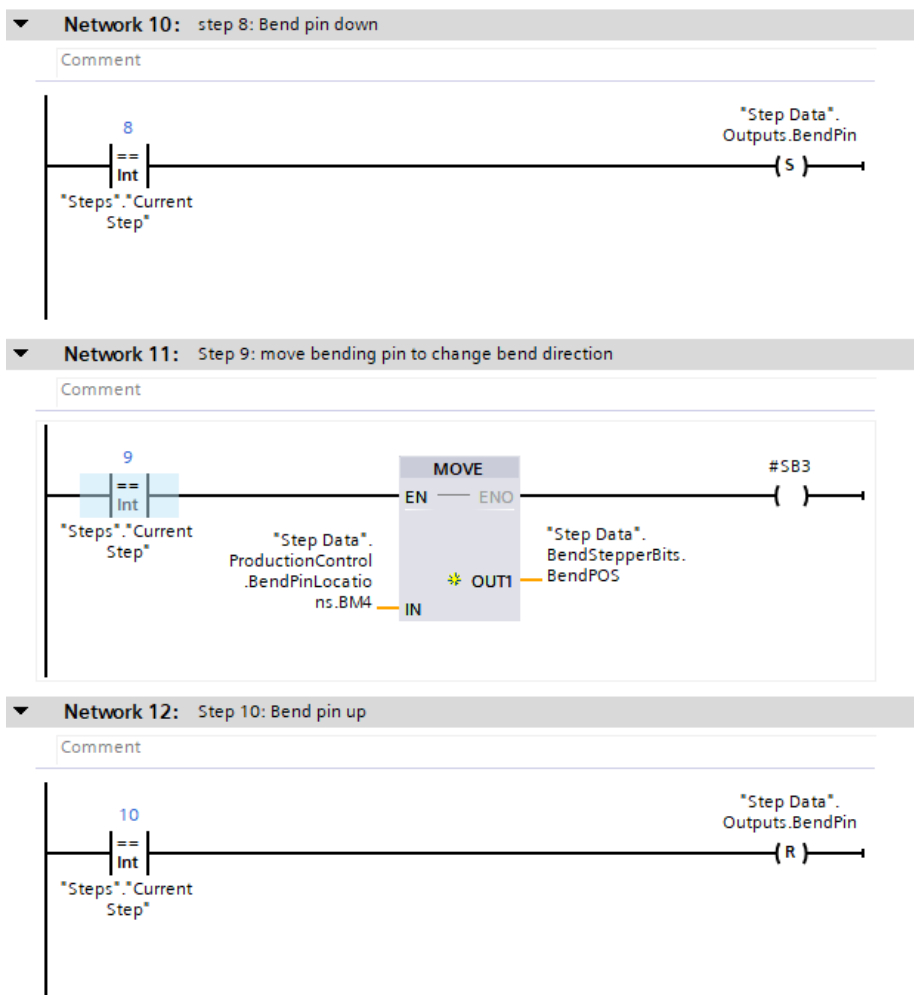 Network 10: step 8: Bend pin down
Comment
8
==
Int
"Steps"."Current
Step"
"Step Data".
Outputs.BendPin
S
Network 11: Step 9: move bending pin to change bend direction
Comment
9
==
Int
"Steps"."Current
Step"
MOVE
EN ENO
"Step Data".
ProductionControl
.BendPinLocatio
ns.BM4
IN
OUT1
"Step Data".
BendStepperBits.
BendPOS
#SB3
Network 12: Step 10: Bend pin up
Comment
10
==
Int
"Steps"."Current
Step"
"Step Data".
Outputs.BendPin
R